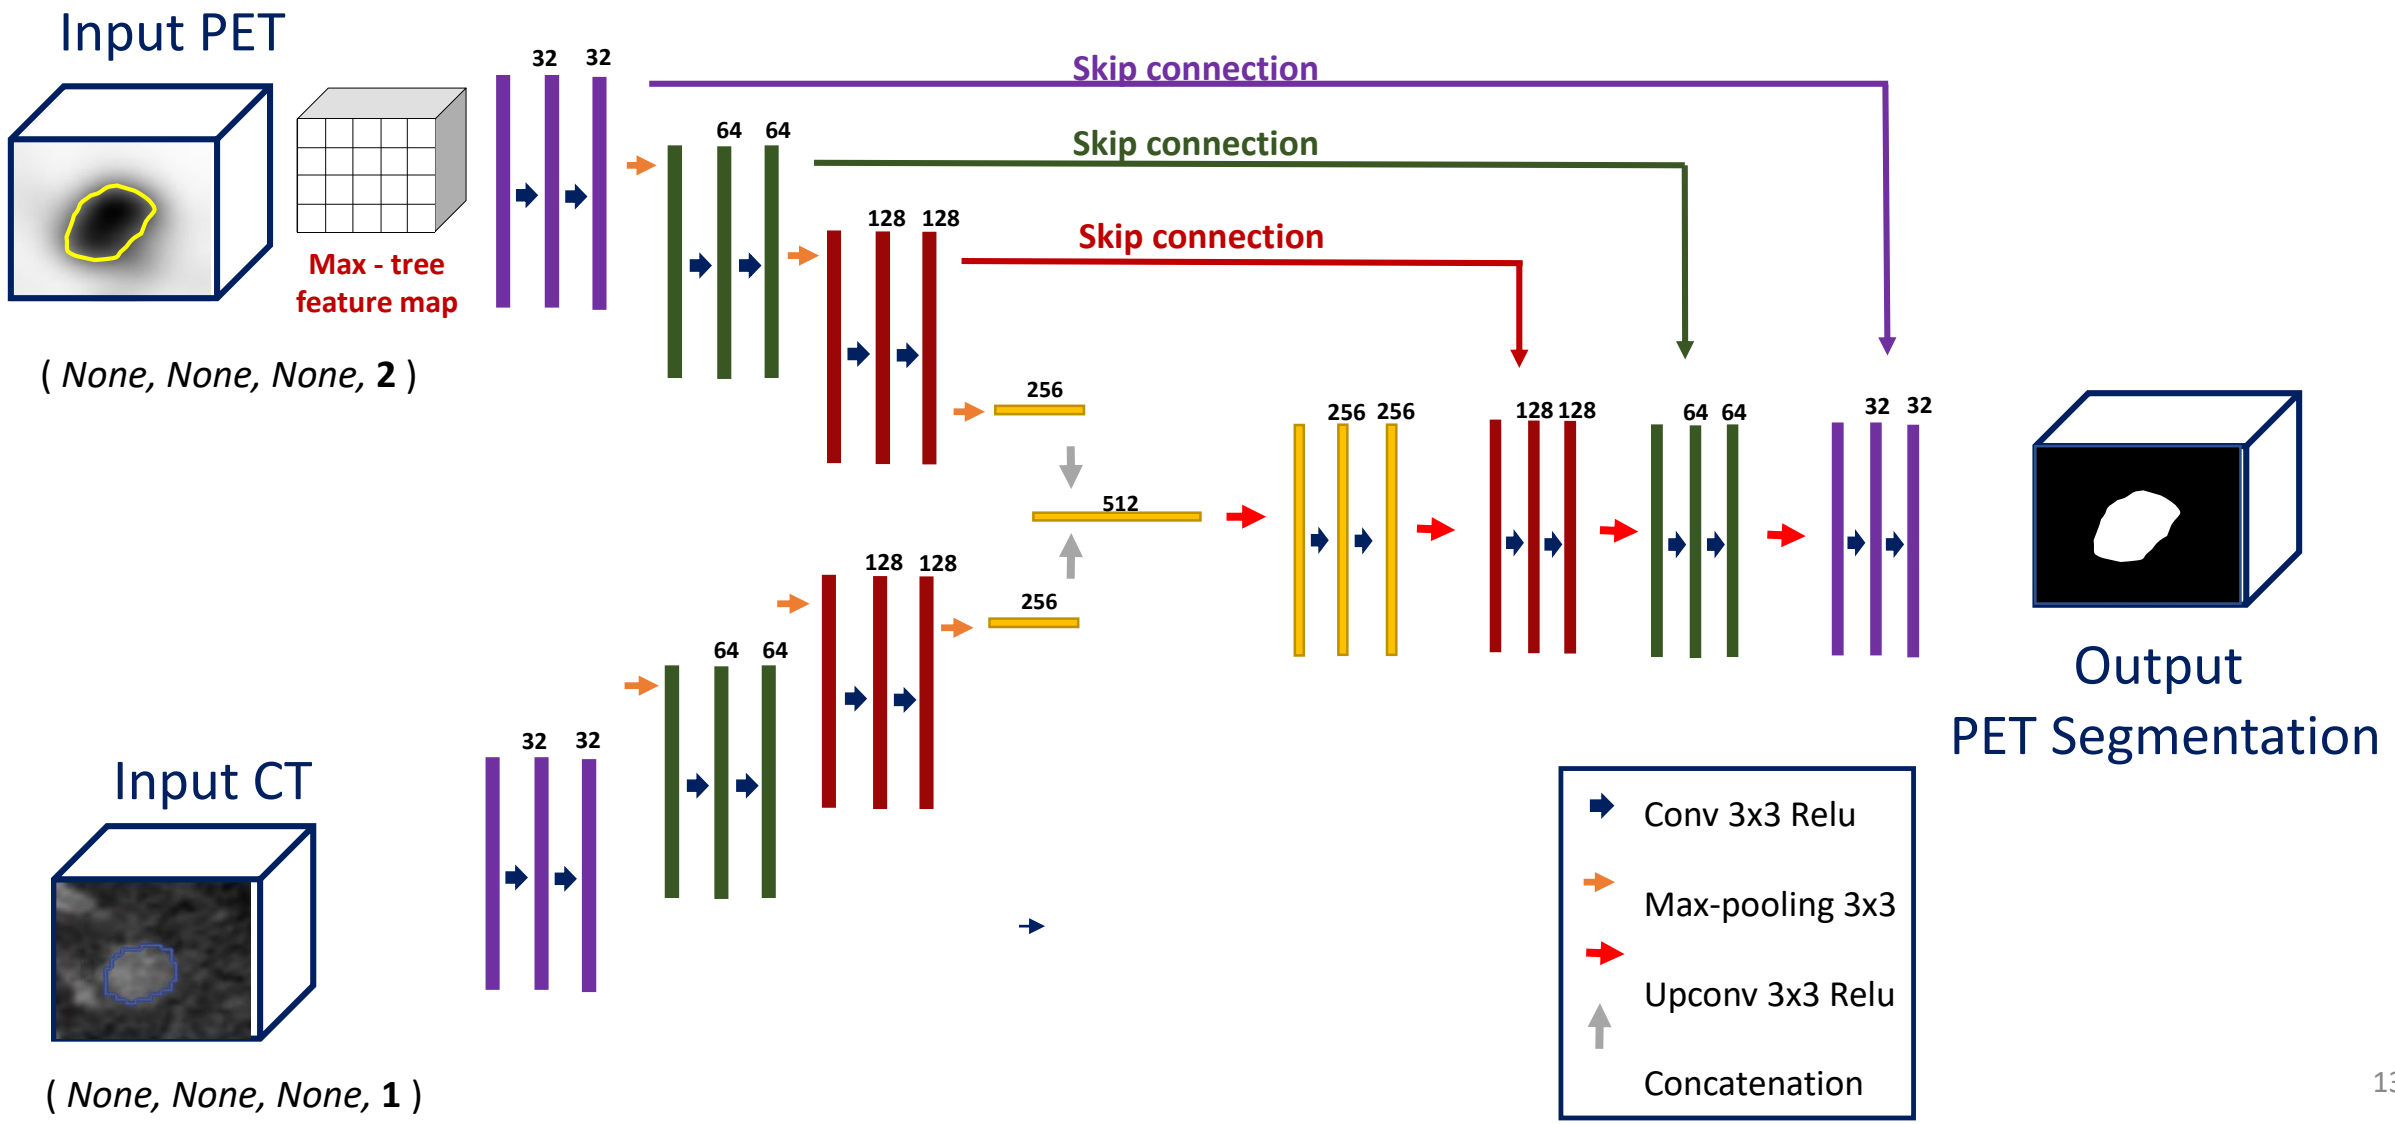 Input PET
32 32
Skip connection
64 64
Skip connection
128 128
Skip connection
Max - tree
feature map
( None, None, None, 2 )
256
512
256 256
128 128
64 64
32 32
128 128
256
64 64
32 32
Input CT
( None, None, None, 1 )
Output
PET Segmentation
Conv 3x3 Relu
Max-pooling 3x3
Upconv 3x3 Relu
Concatenation